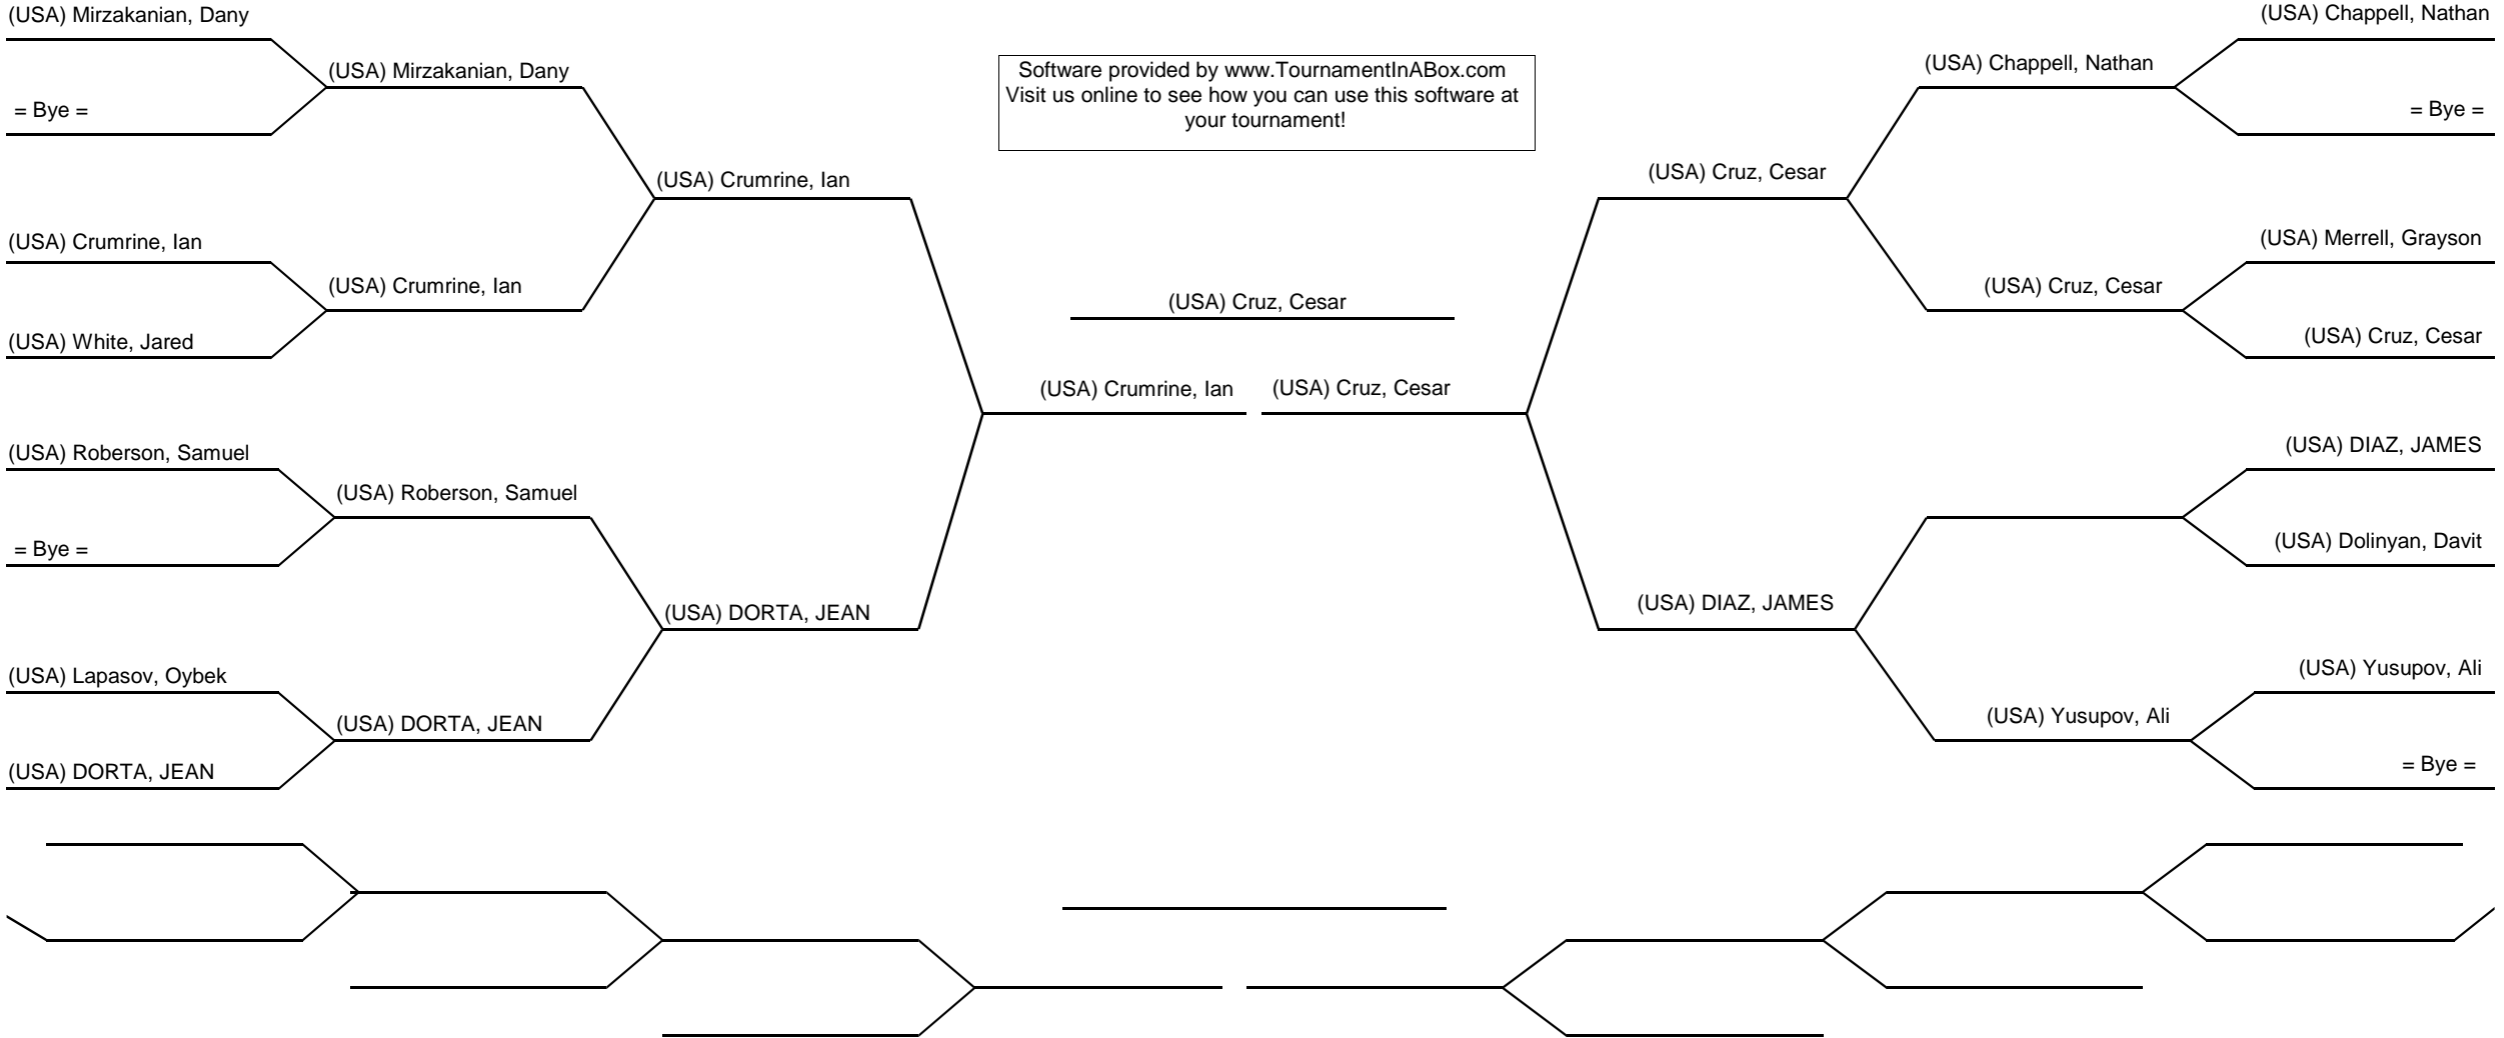 (USA) Mirzakanian, Dany
= Bye =
(USA) Crumrine, Ian
(USA) White, Jared
(USA) Roberson, Samuel
= Bye =
(USA) Lapasov, Oybek
(USA) DORTA, JEAN
(USA) Mirzakanian, Dany
(USA) Crumrine, Ian
(USA) Roberson, Samuel
(USA) DORTA, JEAN
(USA) Crumrine, Ian
(USA) DORTA, JEAN
Software provided by www.TournamentInABox.com
Visit us online to see how you can use this software at
your tournament!
(USA) Cruz, Cesar
(USA) Crumrine, Ian
(USA) Cruz, Cesar
(USA) Cruz, Cesar
(USA) DIAZ, JAMES
(USA) Chappell, Nathan
(USA) Cruz, Cesar
(USA) Yusupov, Ali
(USA) Chappell, Nathan
= Bye =
(USA) Merrell, Grayson
(USA) Cruz, Cesar
(USA) DIAZ, JAMES
(USA) Dolinyan, Davit
(USA) Yusupov, Ali
= Bye =